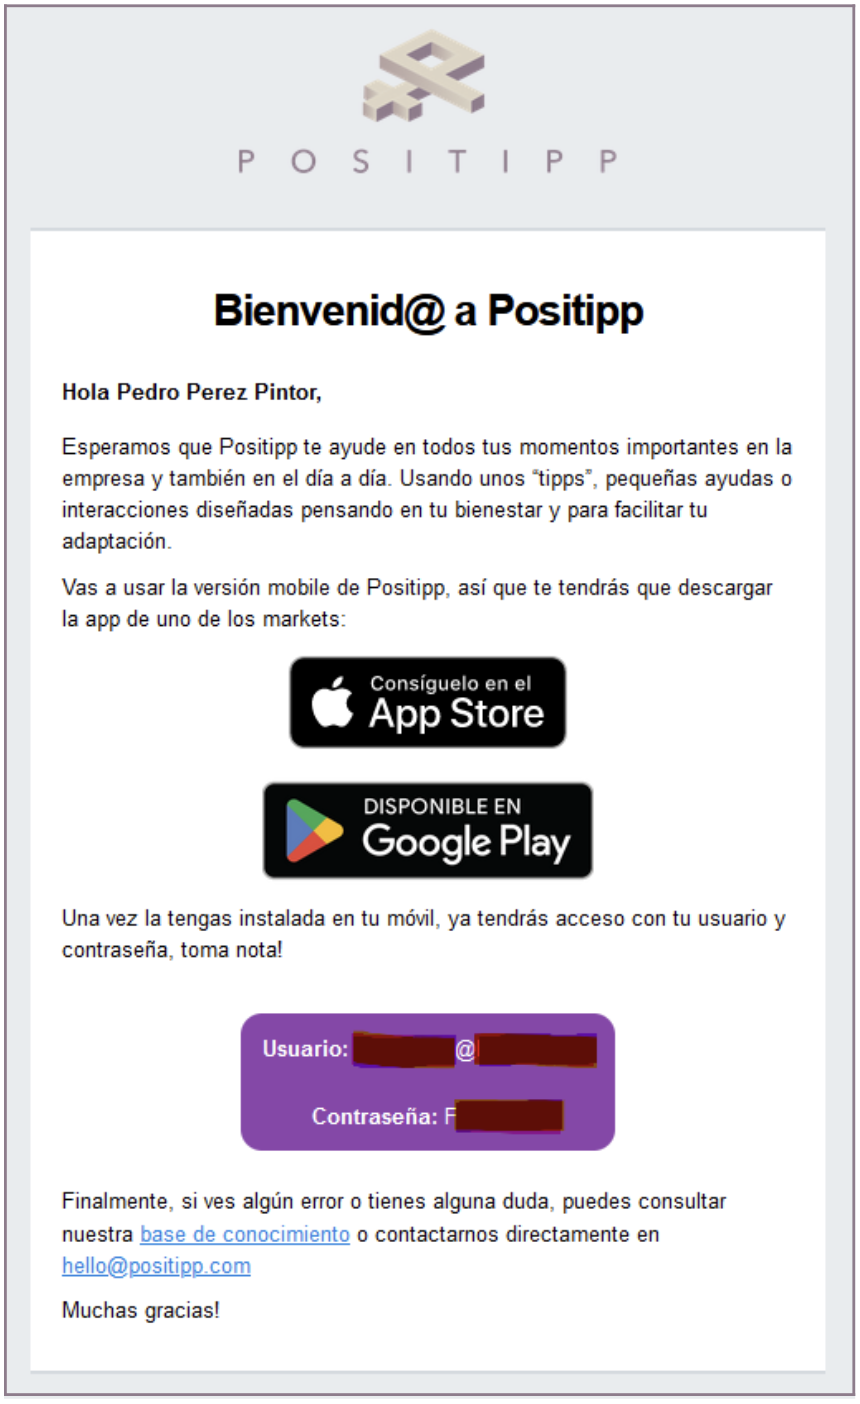 POSITIPP
Bienvenid@ a Positipp
Hola Pedro Perez Pintor,
Esperamos que Positipp te ayude en todos tus momentos importantes en la
empresa y también en el día a día. Usando unos “tipps”, pequeñas ayudas o
interacciones diseñadas pensando en tu bienestar y para facilitar tu
adaptación.
Vas a usar la versión mobile de Positipp, así que te tendrás que descargar
la app de uno de los markets:
Consíguelo en el
App Store
DISPONIBLE EN
Google Play
Una vez la tengas instalada en tu móvil, ya tendrás acceso con tu usuario y
contraseña, toma nota!
Usuario: @
Contraseña: F
Finalmente, si ves algún error o tienes alguna duda, puedes consultar
nuestra base de conocimiento o contactarnos directamente en
hello@positipp.com
Muchas gracias!